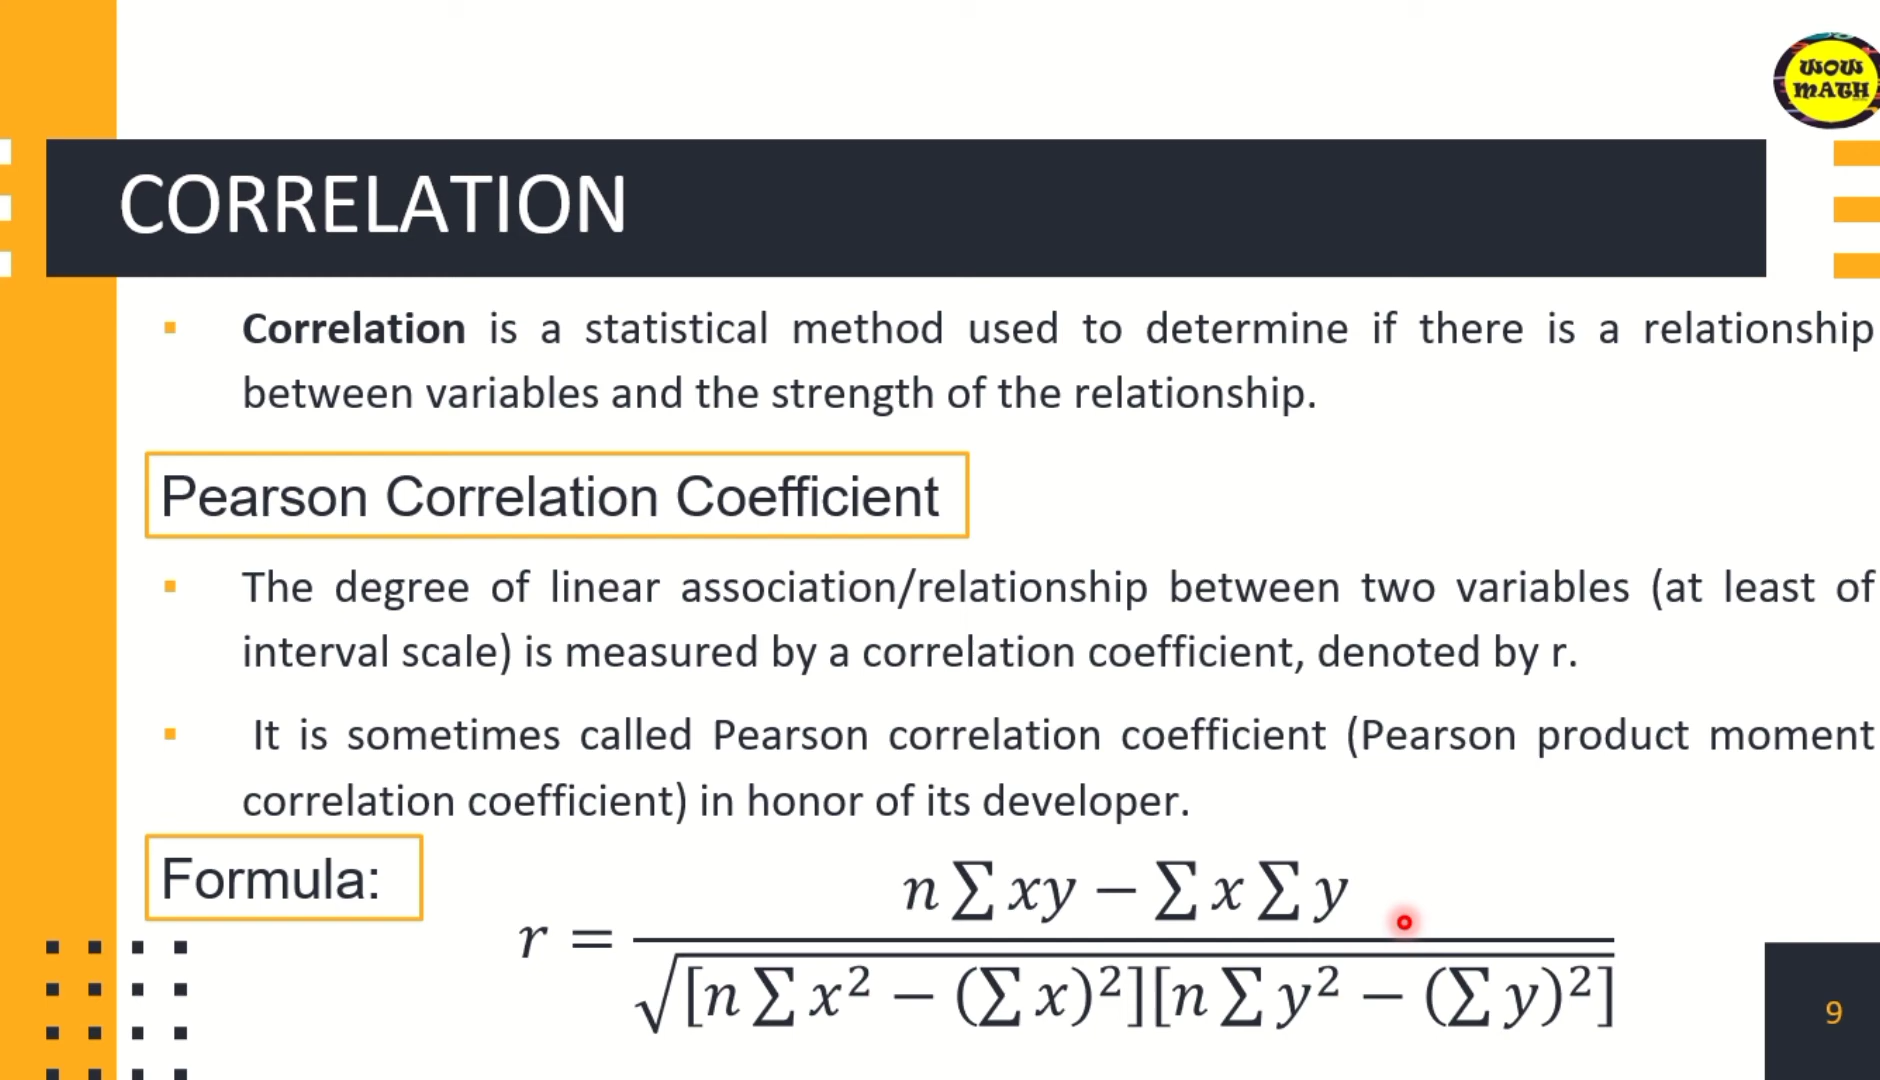 WOW
MATH
CORRELATION
▪ Correlation is a statistical method used to determine if there is a relationship
between variables and the strength of the relationship.
Pearson Correlation Coefficient
▪ The degree of linear association/relationship between two variables (at least of
interval scale) is measured by a correlation coefficient, denoted by r.
▪ It is sometimes called Pearson correlation coefficient (Pearson product moment
correlation coefficient) in honor of its developer.
Formula:
r = \frac{n∑xy − ∑x∑y}{\sqrt{[n∑x² − (∑x)²][n∑y² − (∑y)²]}}
9